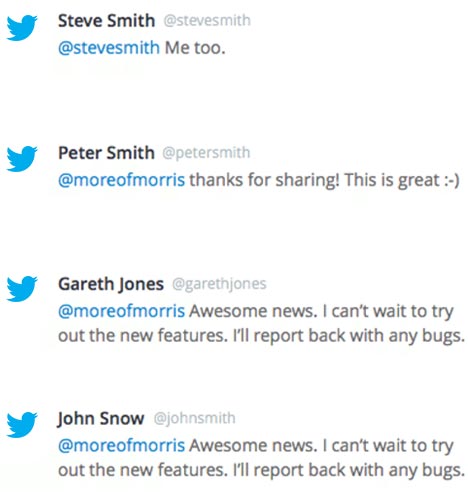 Steve Smith @stevesmith
@stevesmith Me too.
Peter Smith @petersmith
@moreofmorris thanks for sharing! This is great :-)
Gareth Jones @garethjones
@moreofmorris Awesome news. I can't wait to try
out the new features. I'll report back with any bugs.
John Snow @johnsmith
@moreofmorris Awesome news. I can't wait to try
out the new features. I'll report back with any bugs.